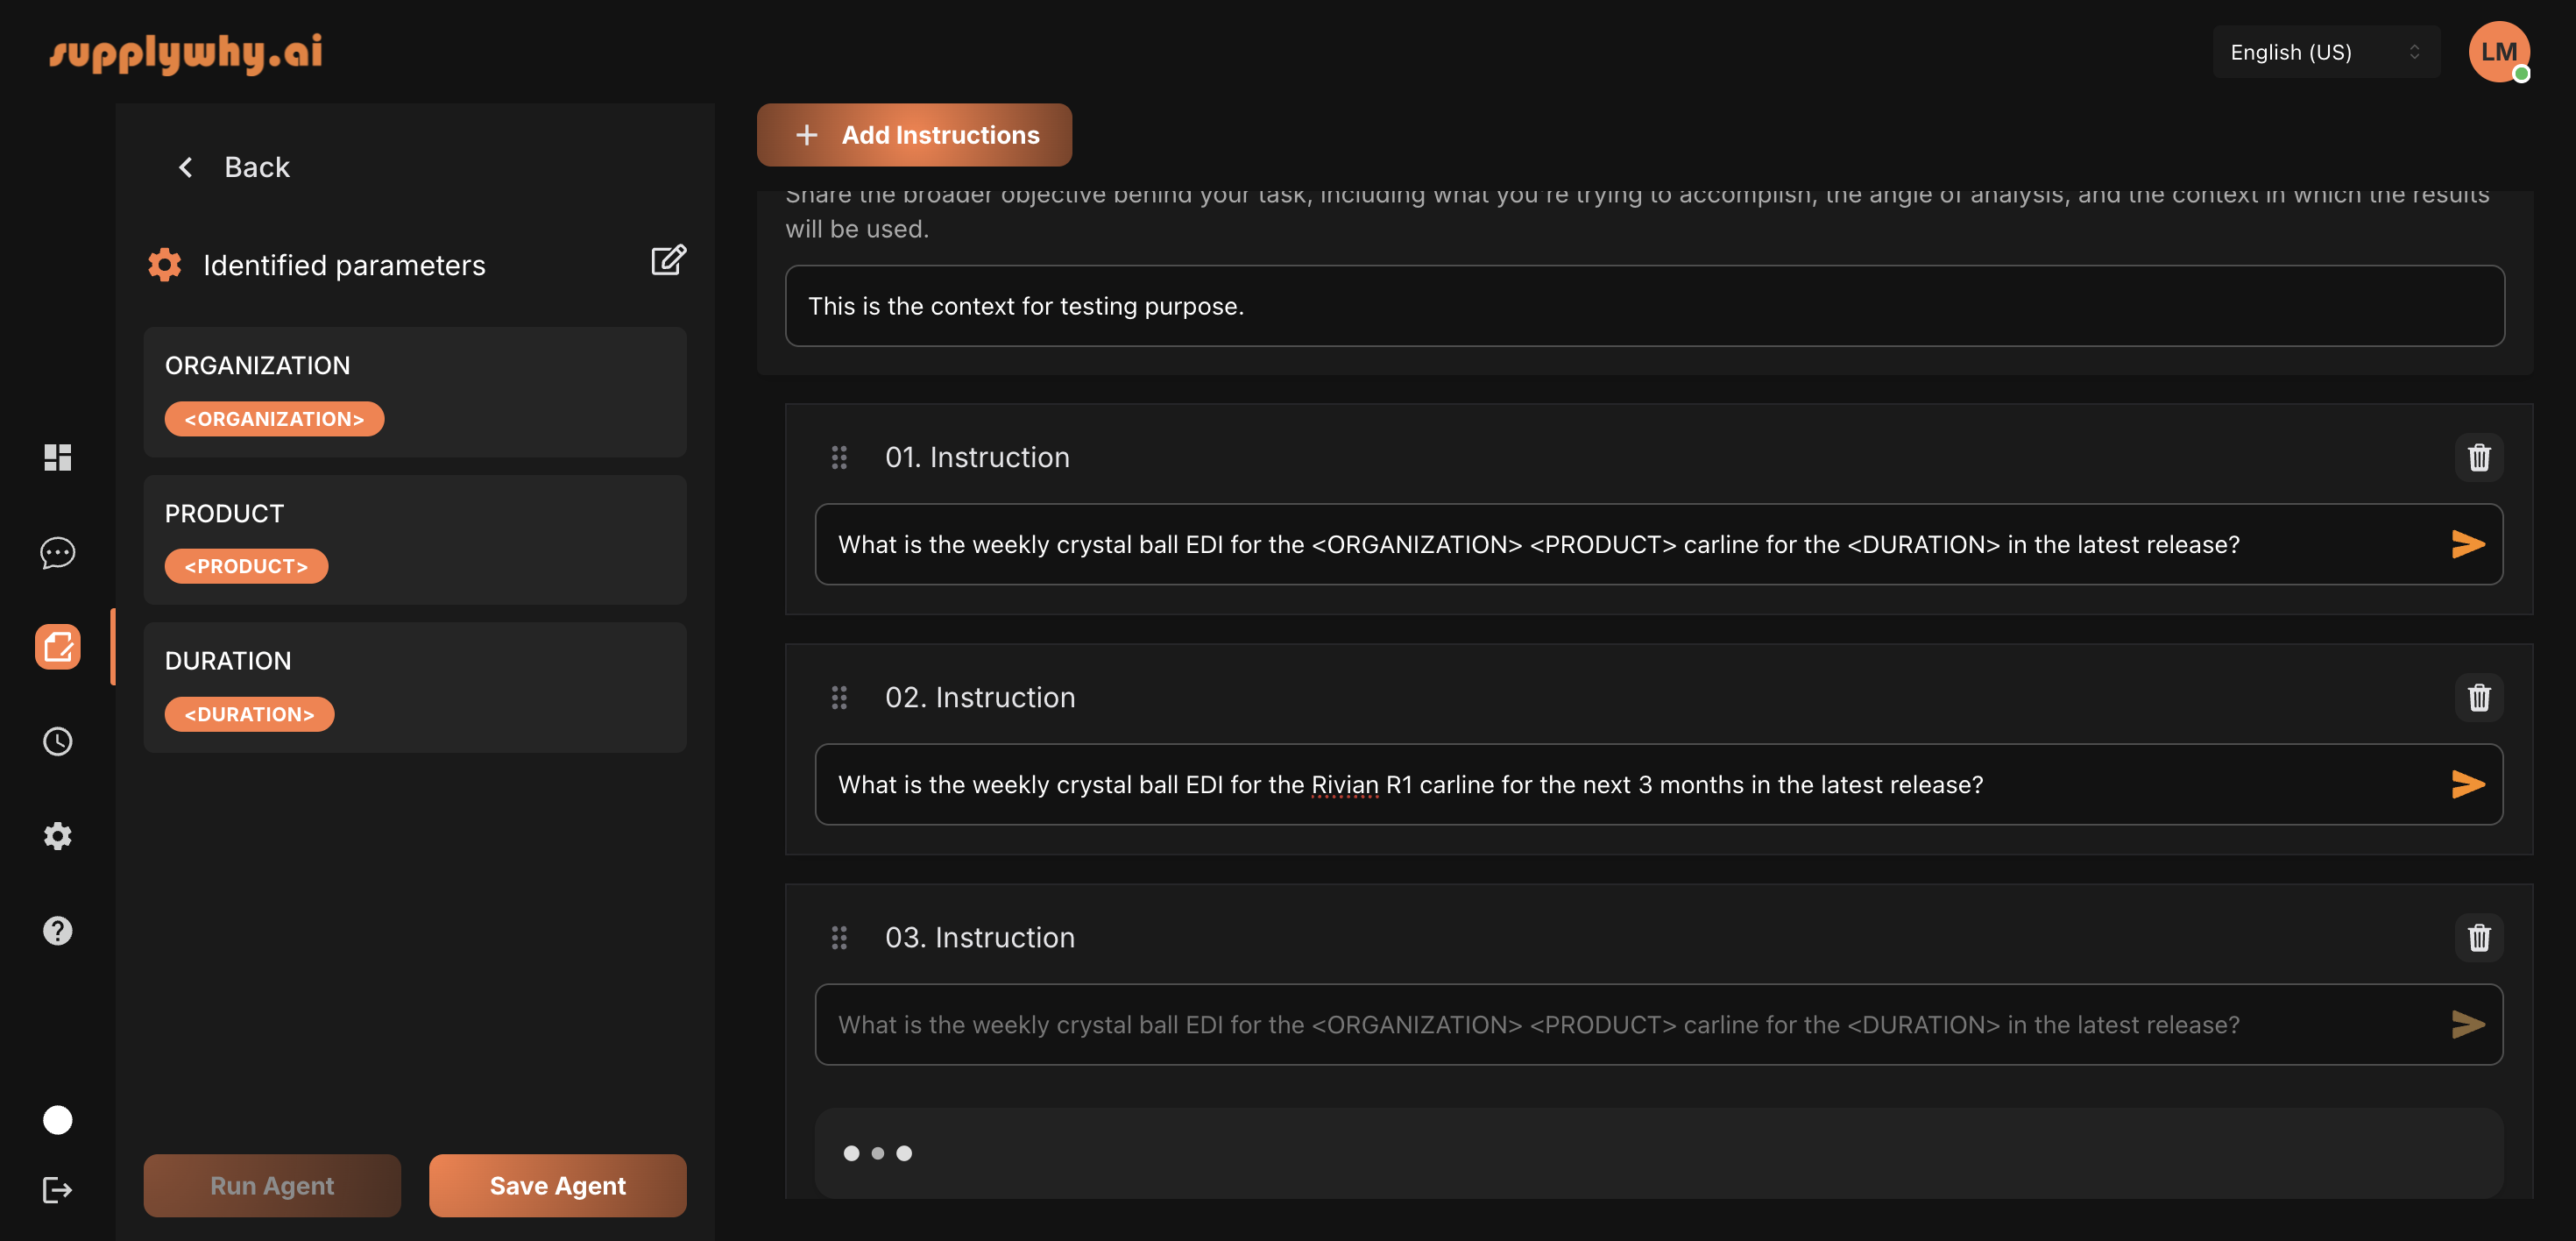 supplywhy.ai
English (US)
LM
Back
Identified parameters
ORGANIZATION
<ORGANIZATION>
PRODUCT
<PRODUCT>
DURATION
<DURATION>
Run Agent
Save Agent
Add Instructions
Share the broader objective behind your task, including what you're trying to accomplish, the angle of analysis, and the context in which the results
will be used.
This is the context for testing purpose.
01. Instruction
What is the weekly crystal ball EDI for the <ORGANIZATION> <PRODUCT> carline for the <DURATION> in the latest release?
02. Instruction
What is the weekly crystal ball EDI for the Rivian R1 carline for the next 3 months in the latest release?
03. Instruction
What is the weekly crystal ball EDI for the <ORGANIZATION> <PRODUCT> carline for the <DURATION> in the latest release?